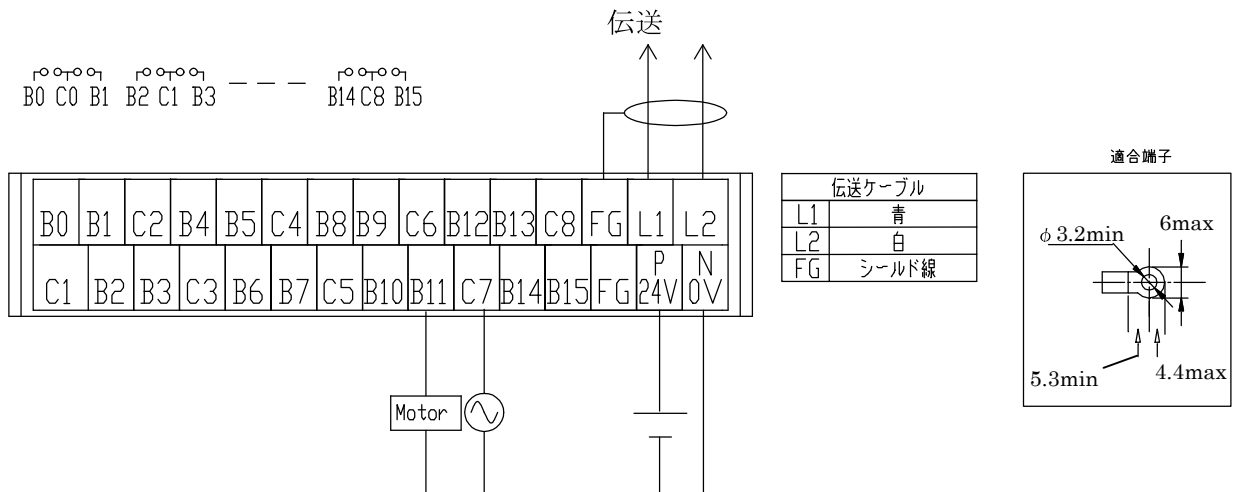 伝送
B0 C0 B1 B2 C1 B3 B14 C8 B15
B0 B1 C2 B4 B5 C4 B8 B9 C6 B12 B13 C8 FG L1 L2
C1 B2 B3 C3 B6 B7 C5 B10 B11 C7 B14 B15 FG P 24V N 0V
Motor
伝送ケーブル
L1 青
L2 白
FG シールド線
適合端子
φ3.2min
6max
5.3min
4.4max